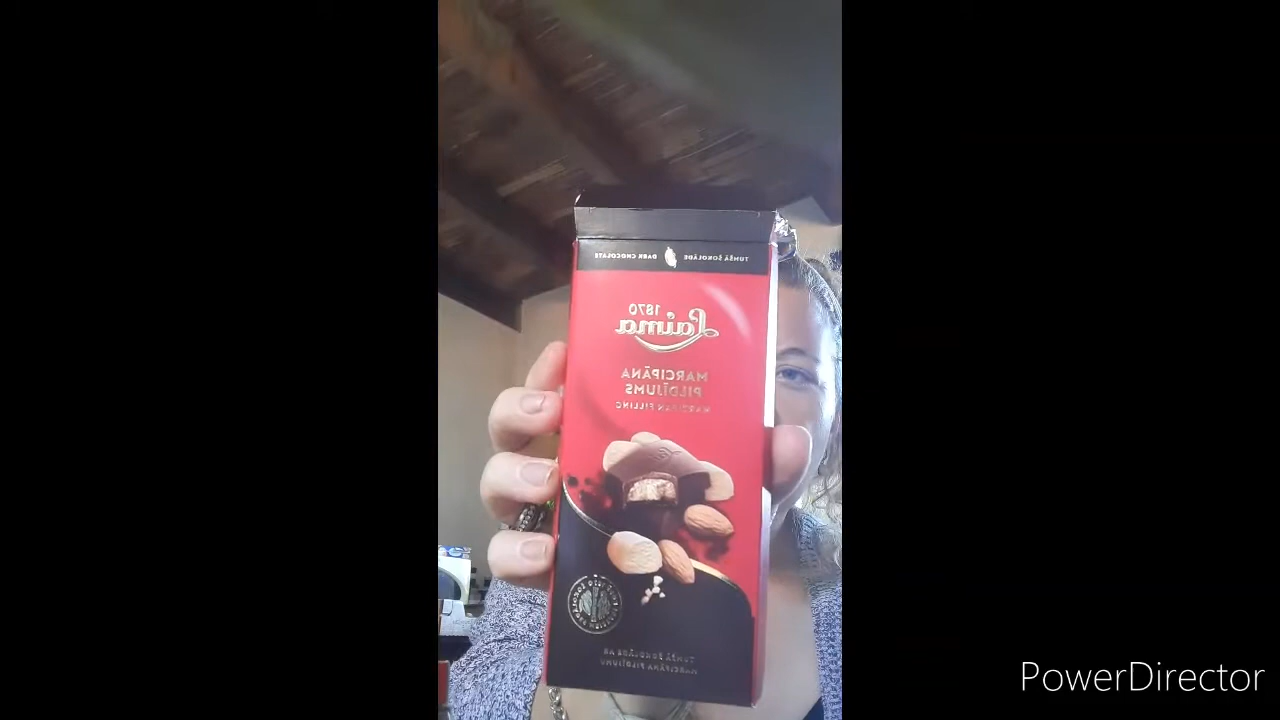 TUMŠĀ ŠOKOLĀDE DARK CHOCOLATE
1870
Laima
MARCIPĀNA
PILDĪJUMS
MARZIPAN FILLING
TUMŠĀ ŠOKOLĀDE AR
MARCIPĀNA PILDĪJUMU
PowerDirector